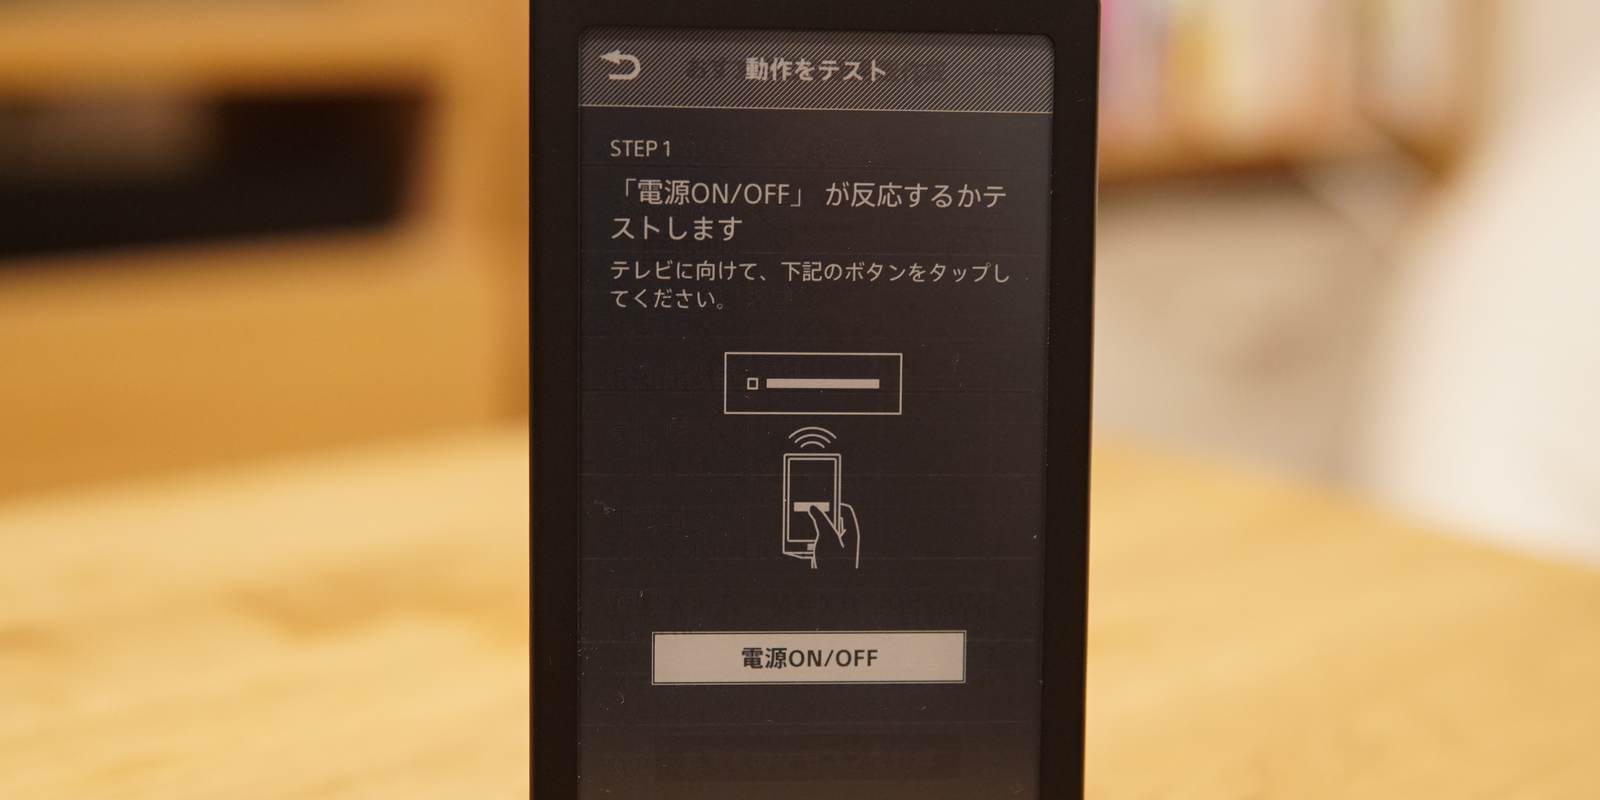 動作をテスト
STEP 1
「電源ON/OFF」 が反応するかテ
ストします
テレビに向けて、下記のボタンをタップし
てください。
電源ON/OFF